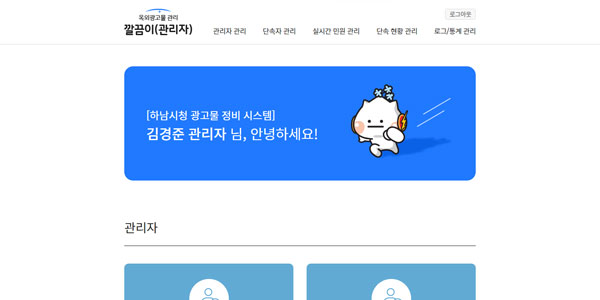 로그아웃
옥외광고물 관리
깔끔이(관리자)
관리자 관리 단속자 관리 실시간 민원 관리 단속 현황 관리 로그/통계 관리
[하남시청 광고물 정비 시스템]
김경준 관리자 님, 안녕하세요!
관리자